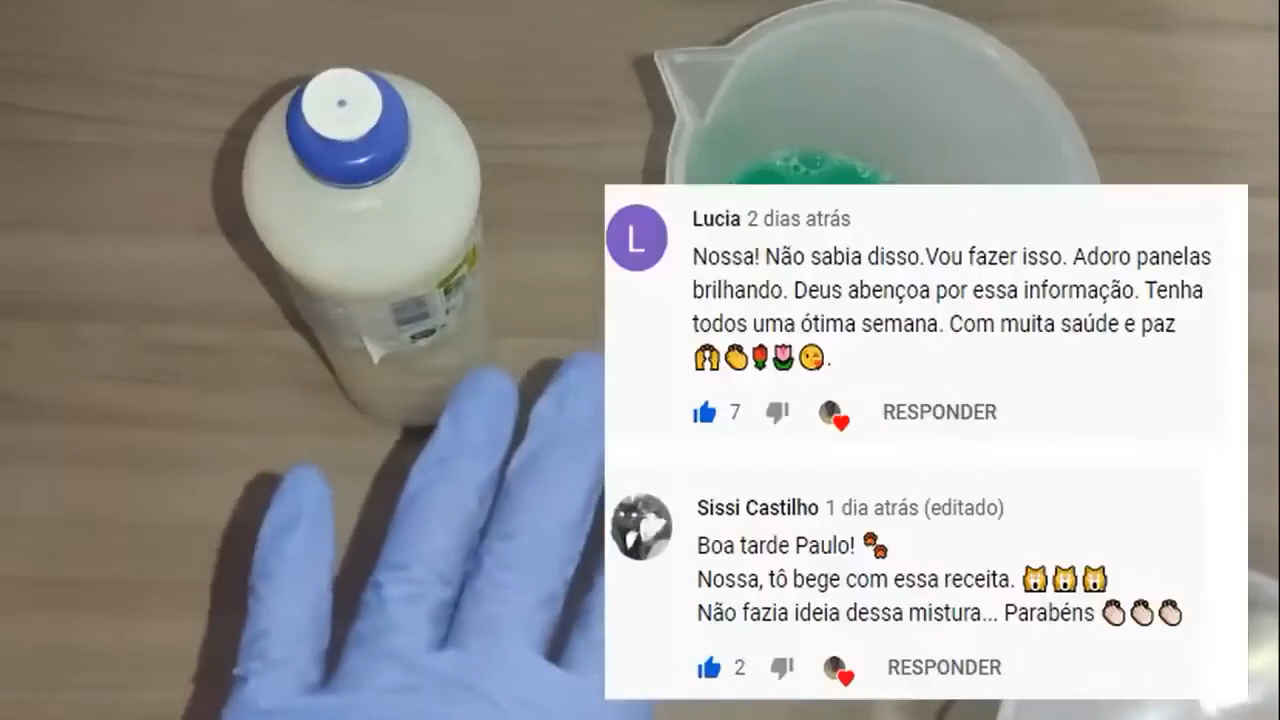 L
Lucia 2 dias atrás
Nossa! Não sabia disso.Vou fazer isso. Adoro panelas
brilhando. Deus abençoa por essa informação. Tenha
todos uma ótima semana. Com muita saúde e paz
🙌👏🌹🌷😘.
7 RESPONDER
Sissi Castilho 1 dia atrás (editado)
Boa tarde Paulo! 🐾
Nossa, tô bege com essa receita. 🙀🙀🙀
Não fazia ideia dessa mistura... Parabéns 👏🏻👏🏻👏🏻
2 RESPONDER